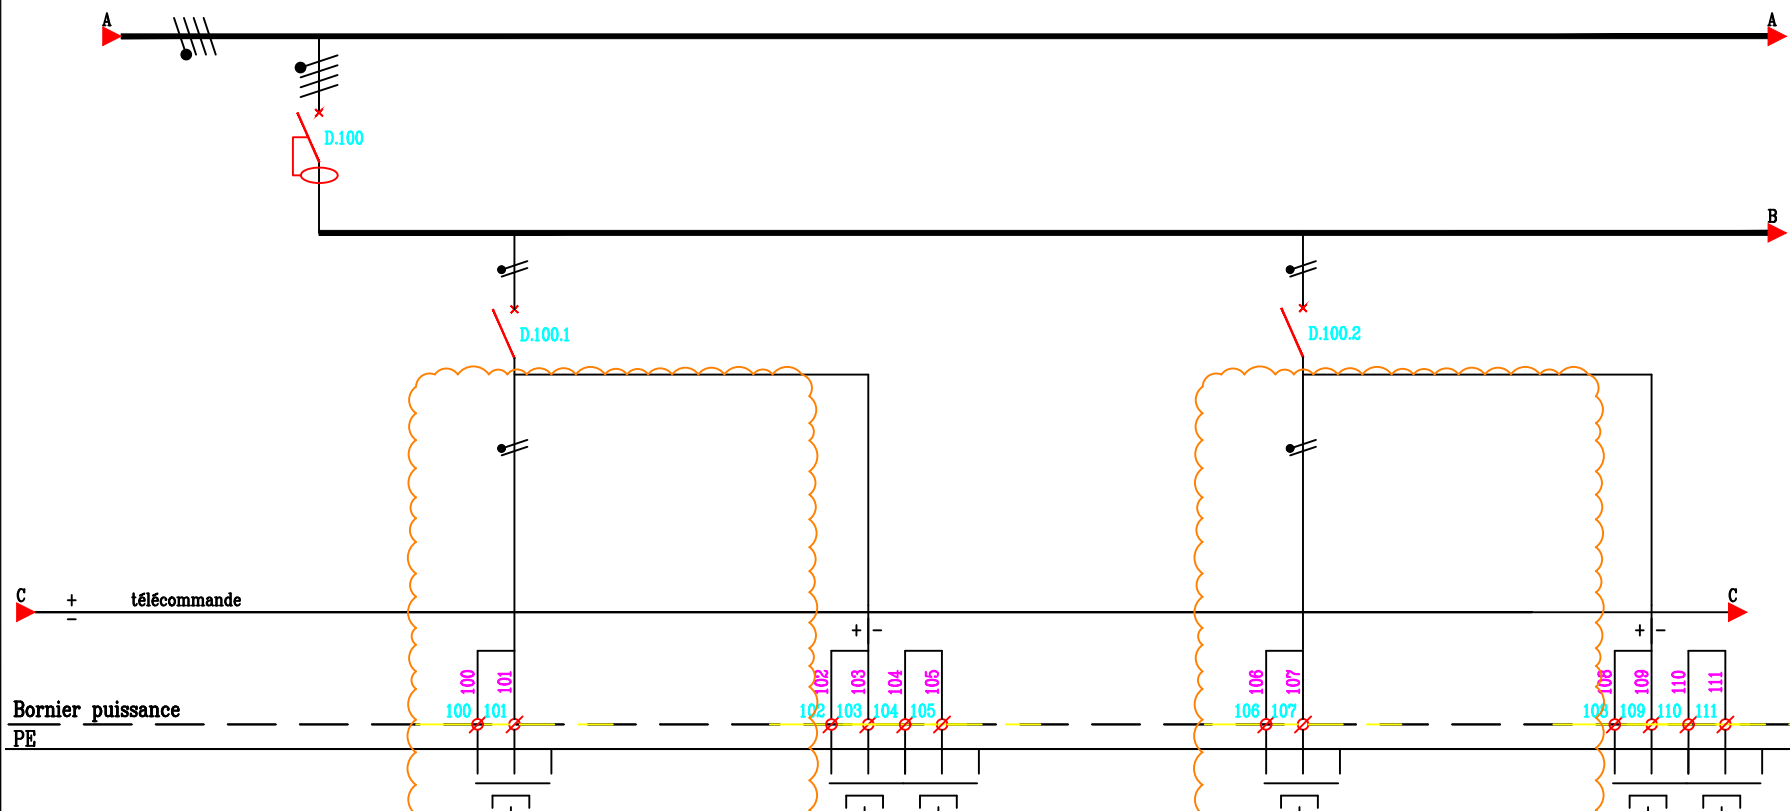 A A
D.100
B
D.100.1 D.100.2
C + télécommande C
−
+ − + −
100 101 102 103 104 105 106 107 108 109 110 111
Bornier puissance 100 101 102 103 104 105 106 107 108 109 110 111
PE